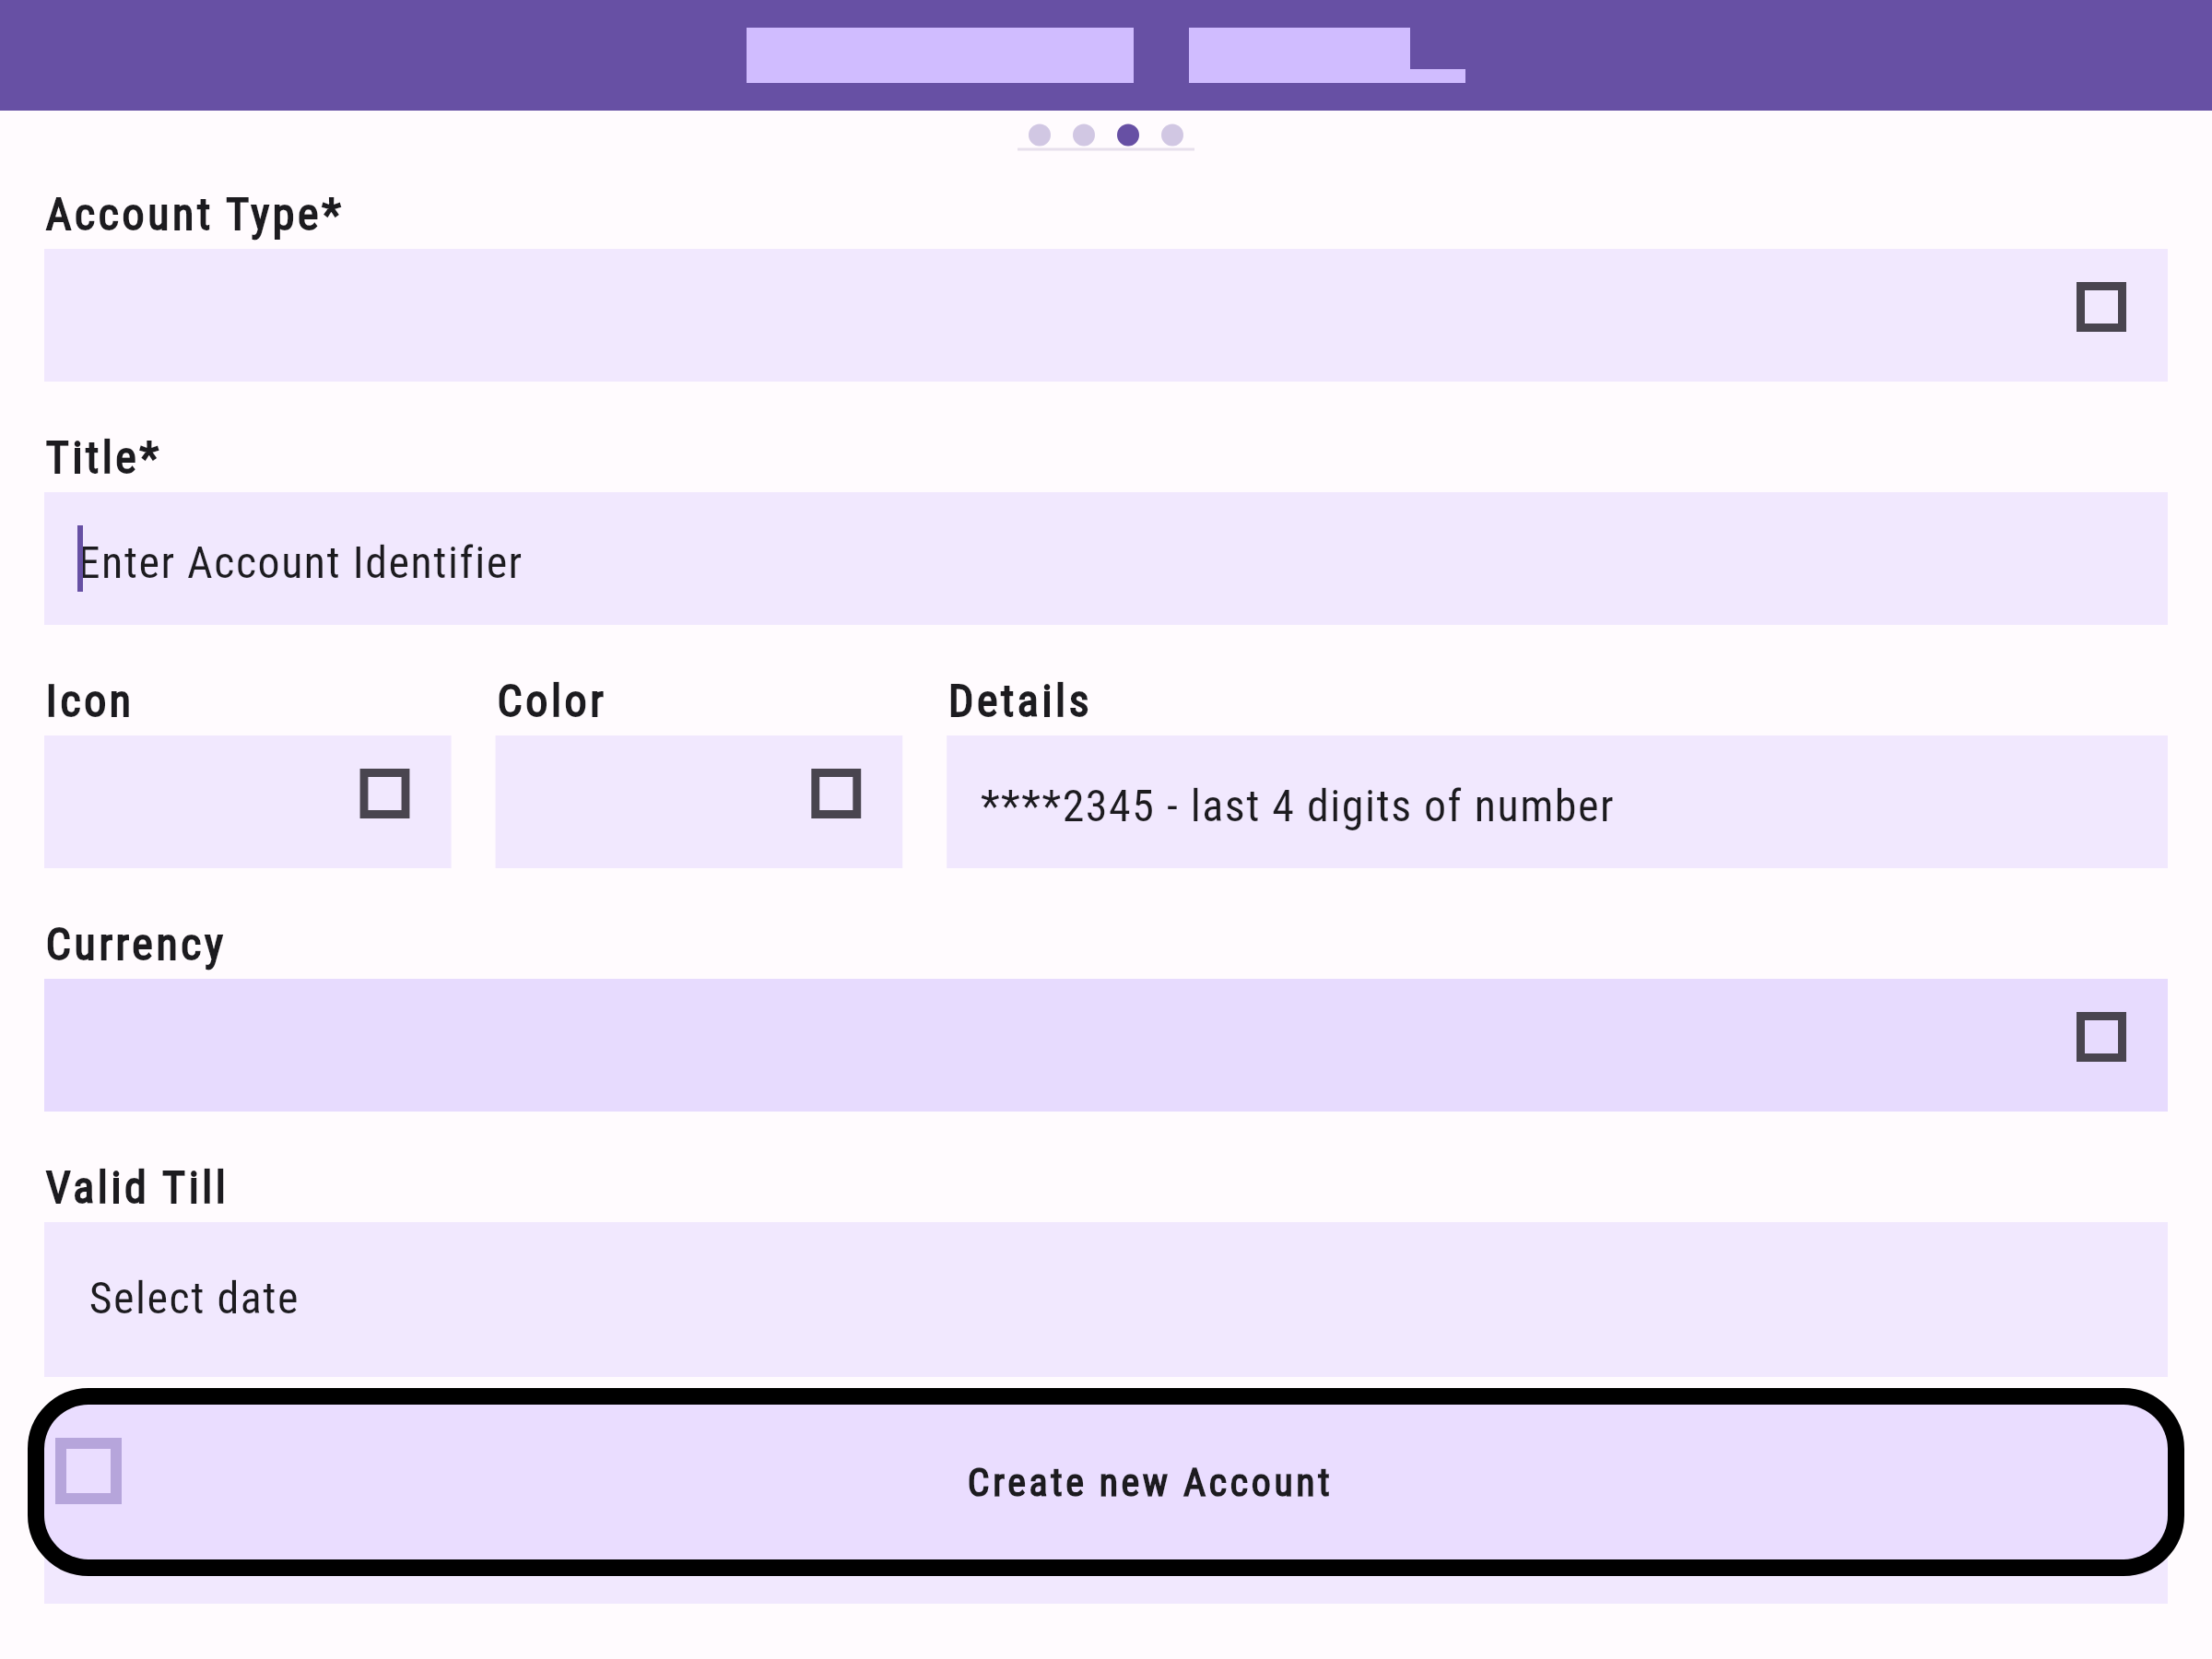 Account Type*
Title*
Enter Account Identifier
Icon
Color
Details
****2345 - last 4 digits of number
Currency
Valid Till
Select date
Create new Account